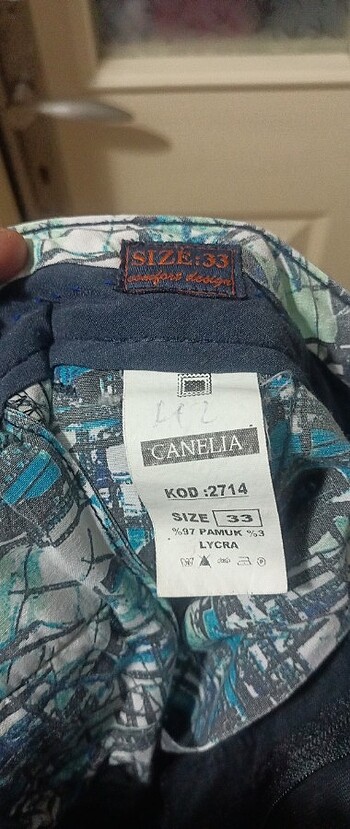 SIZE:33
comfort design
CANELIA
KOD :2714
SIZE 33
%97 PAMUK %3
LYCRA